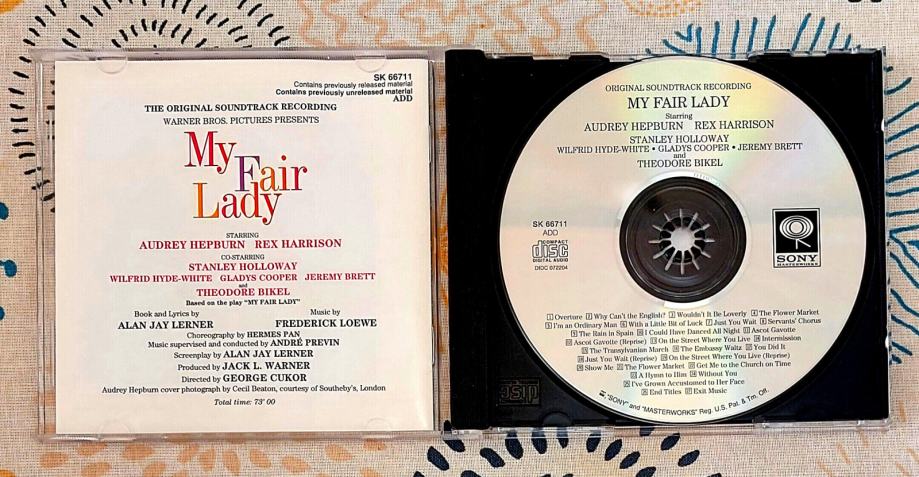 SK 66711
Contains previously released material
Contains previously unreleased material
ADD
THE ORIGINAL SOUNDTRACK RECORDING
WARNER BROS. PICTURES PRESENTS
My
Fair
Lady
STARRING
AUDREY HEPBURN REX HARRISON
CO-STARRING
STANLEY HOLLOWAY
WILFRID HYDE-WHITE GLADYS COOPER JEREMY BRETT
and
THEODORE BIKEL
Based on the play "MY FAIR LADY"
Book and Lyrics by Music by
ALAN JAY LERNER FREDERICK LOEWE
Choreography by HERMES PAN
Music supervised and conducted by ANDRÉ PREVIN
Screenplay by ALAN JAY LERNER
Produced by JACK L. WARNER
Directed by GEORGE CUKOR
Audrey Hepburn cover photograph by Cecil Beaton, courtesy of Southeby's, London
Total time: 73' 00
ORIGINAL SOUNDTRACK RECORDING
MY FAIR LADY
Starring
AUDREY HEPBURN REX HARRISON
STANLEY HOLLOWAY
WILFRID HYDE-WHITE • GLADYS COOPER • JEREMY BRETT
and
THEODORE BIKEL
SK 66711
ADD
COMPACT
disc
DIGITAL AUDIO
DIDC 072204
SONY
MASTERWORKS
1 Overture 2 Why Can't the English? 3 Wouldn't It Be Loverly 4 The Flower Market
5 I'm an Ordinary Man 6 With a Little Bit of Luck 7 Just You Wait 8 Servants' Chorus
9 The Rain in Spain 10 I Could Have Danced All Night 11 Ascot Gavotte
12 Ascot Gavotte (Reprise) 13 On the Street Where You Live 14 Intermission
15 The Transylvanian March 16 The Embassy Waltz 17 You Did It
18 Just You Wait (Reprise) 19 On the Street Where You Live (Reprise)
20 Show Me 21 The Flower Market 22 Get Me to the Church on Time
23 A Hymn to Him 24 Without You
25 I've Grown Accustomed to Her Face
26 End Titles 27 Exit Music
"SONY" and "MASTERWORKS" Reg. U.S. Pat. & Tm. Off.
disc